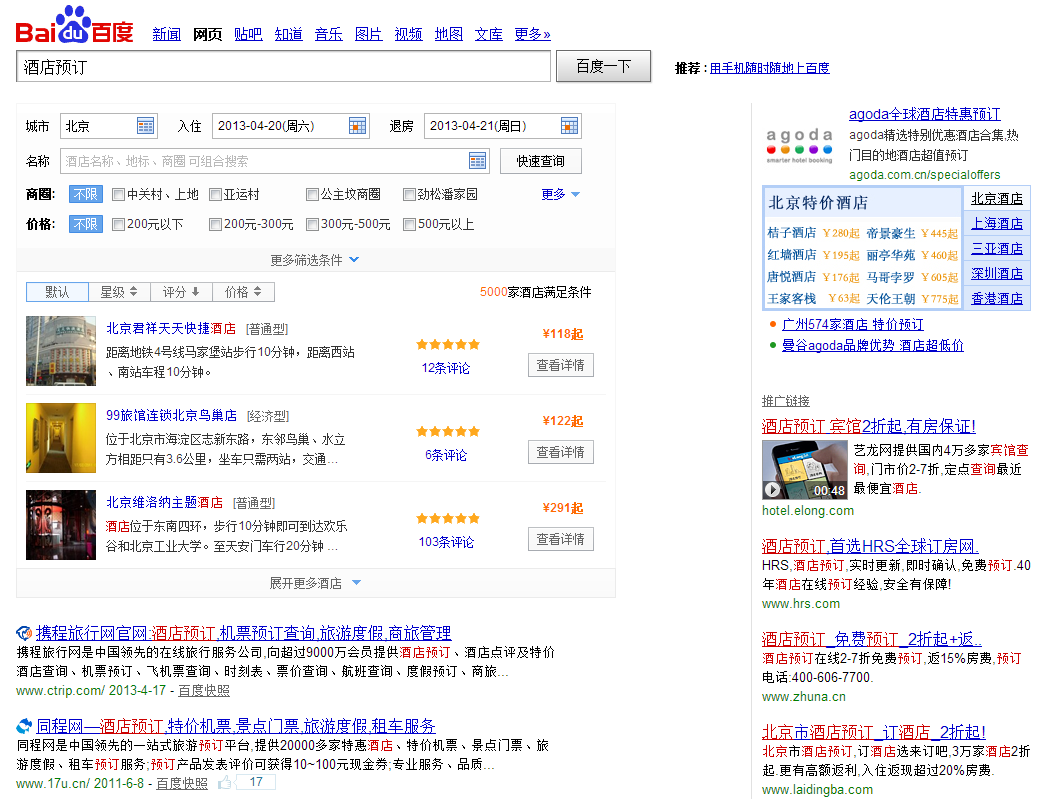 Bai du 百度
新闻 网页 贴吧 知道 音乐 图片 视频 地图 文库 更多»
酒店预订 百度一下 推荐 : 用手机随时随地上百度
城市 北京 入住 2013-04-20(周六) 退房 2013-04-21(周日)
名称 酒店名称、地标、商圈 可组合搜索 快速查询
商圈: 不限 中关村、上地 亚运村 公主坟商圈 劲松潘家园 更多
价格: 不限 200元以下 200元-300元 300元-500元 500元以上
更多筛选条件
默认 星级 评分 价格 5000家酒店满足条件
北京君祥天天快捷酒店 [普通型]
距离地铁4号线马家堡站步行10分钟，距离西站
、南站车程10分钟。
12条评论
¥118起
查看详情
99旅馆连锁北京鸟巢店 [经济型]
位于北京市海淀区志新东路，东邻鸟巢、水立
方相距只有3.6公里，坐车只需两站，交通...
6条评论
¥122起
查看详情
北京维洛纳主题酒店 [普通型]
酒店位于东南四环，步行10分钟即可到达欢乐
谷和北京工业大学。至天安门车行20分钟 ...
103条评论
¥291起
查看详情
展开更多酒店
携程旅行网官网:酒店预订,机票预订查询,旅游度假,商旅管理
携程旅行网是中国领先的在线旅行服务公司,向超过9000万会员提供酒店预订、酒店点评及特价
酒店查询、机票预订、飞机票查询、时刻表、票价查询、航班查询、度假预订、商旅...
www.ctrip.com/ 2013-4-17 - 百度快照
同程网—酒店预订,特价机票,景点门票,旅游度假,租车服务
同程网是中国领先的一站式旅游预订平台,提供20000多家特惠酒店、特价机票、景点门票、旅
游度假、租车预订服务;预订产品发表评价可获得10~100元现金券;专业服务、品质...
www.17u.cn/ 2011-6-8 - 百度快照 17
agoda
smarter hotel booking
agoda全球酒店特惠预订
agoda精选特别优惠酒店合集,热
门目的地酒店超值预订
agoda.com.cn/specialoffers
北京特价酒店
桔子酒店 ￥280起 帝景豪生 ￥445起
红墙酒店 ￥195起 丽亭华苑 ￥460起
唐悦酒店 ￥176起 马哥孛罗 ￥605起
王家客栈 ￥63起 天伦王朝 ￥775起
北京酒店
上海酒店
三亚酒店
深圳酒店
香港酒店
广州574家酒店 特价预订
曼谷agoda品牌优势 酒店超低价
推广链接
酒店预订 宾馆2折起,有房保证!
00:48
艺龙网提供国内4万多家宾馆查
询,门市价2-7折,定点查询最近
最便宜酒店.
hotel.elong.com
酒店预订,首选HRS全球订房网.
HRS,酒店预订,实时更新,即时确认,免费预订.40
年酒店在线预订经验,安全有保障!
www.hrs.com
酒店预订_免费预订_2折起+返..
酒店预订在线2-7折免费预订,返15%房费,预订
电话:400-606-7700.
www.zhuna.cn
北京市酒店预订_订酒店_2折起!
北京市酒店预订,订酒店选来订吧,3万家酒店2折
起.更有高额返利,入住返现超过20%房费.
www.laidingba.com